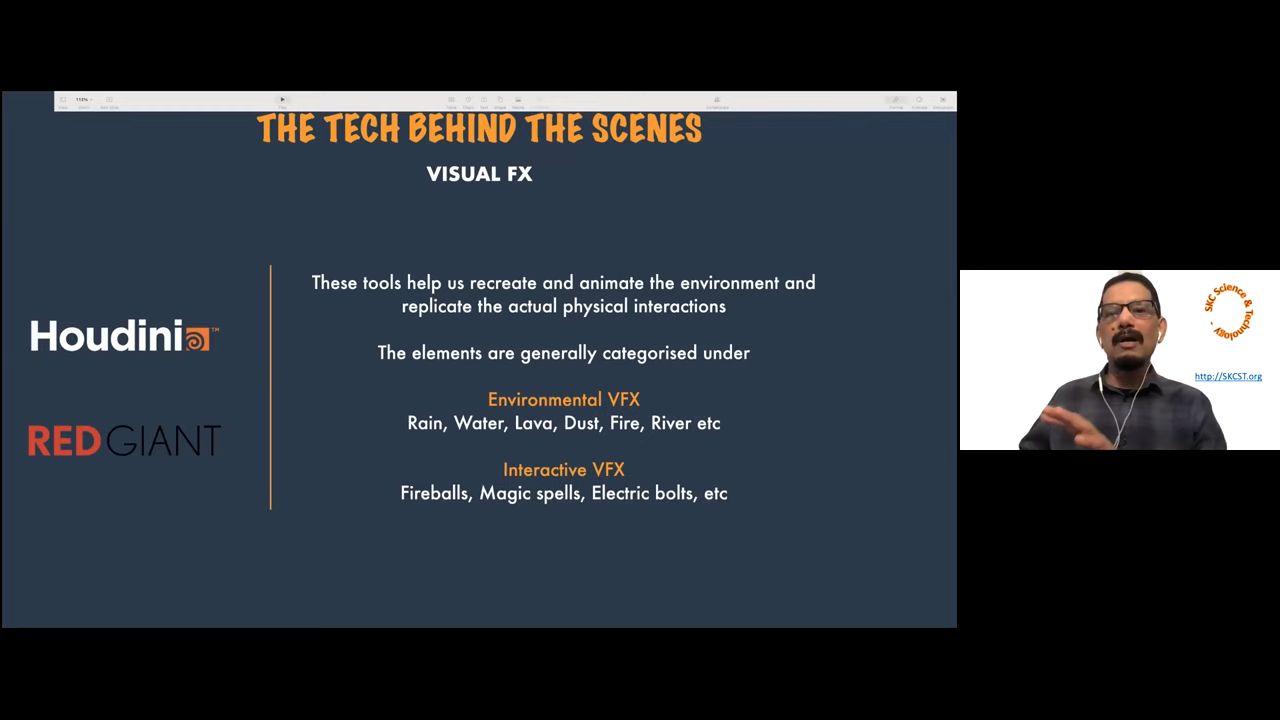 THE TECH BEHIND THE SCENES
VISUAL FX
These tools help us recreate and animate the environment and
replicate the actual physical interactions
The elements are generally categorised under
Environmental VFX
Rain, Water, Lava, Dust, Fire, River etc
Interactive VFX
Fireballs, Magic spells, Electric bolts, etc
Houdini™
REDGIANT
SKC Science & Technology -
http://SKCST.org